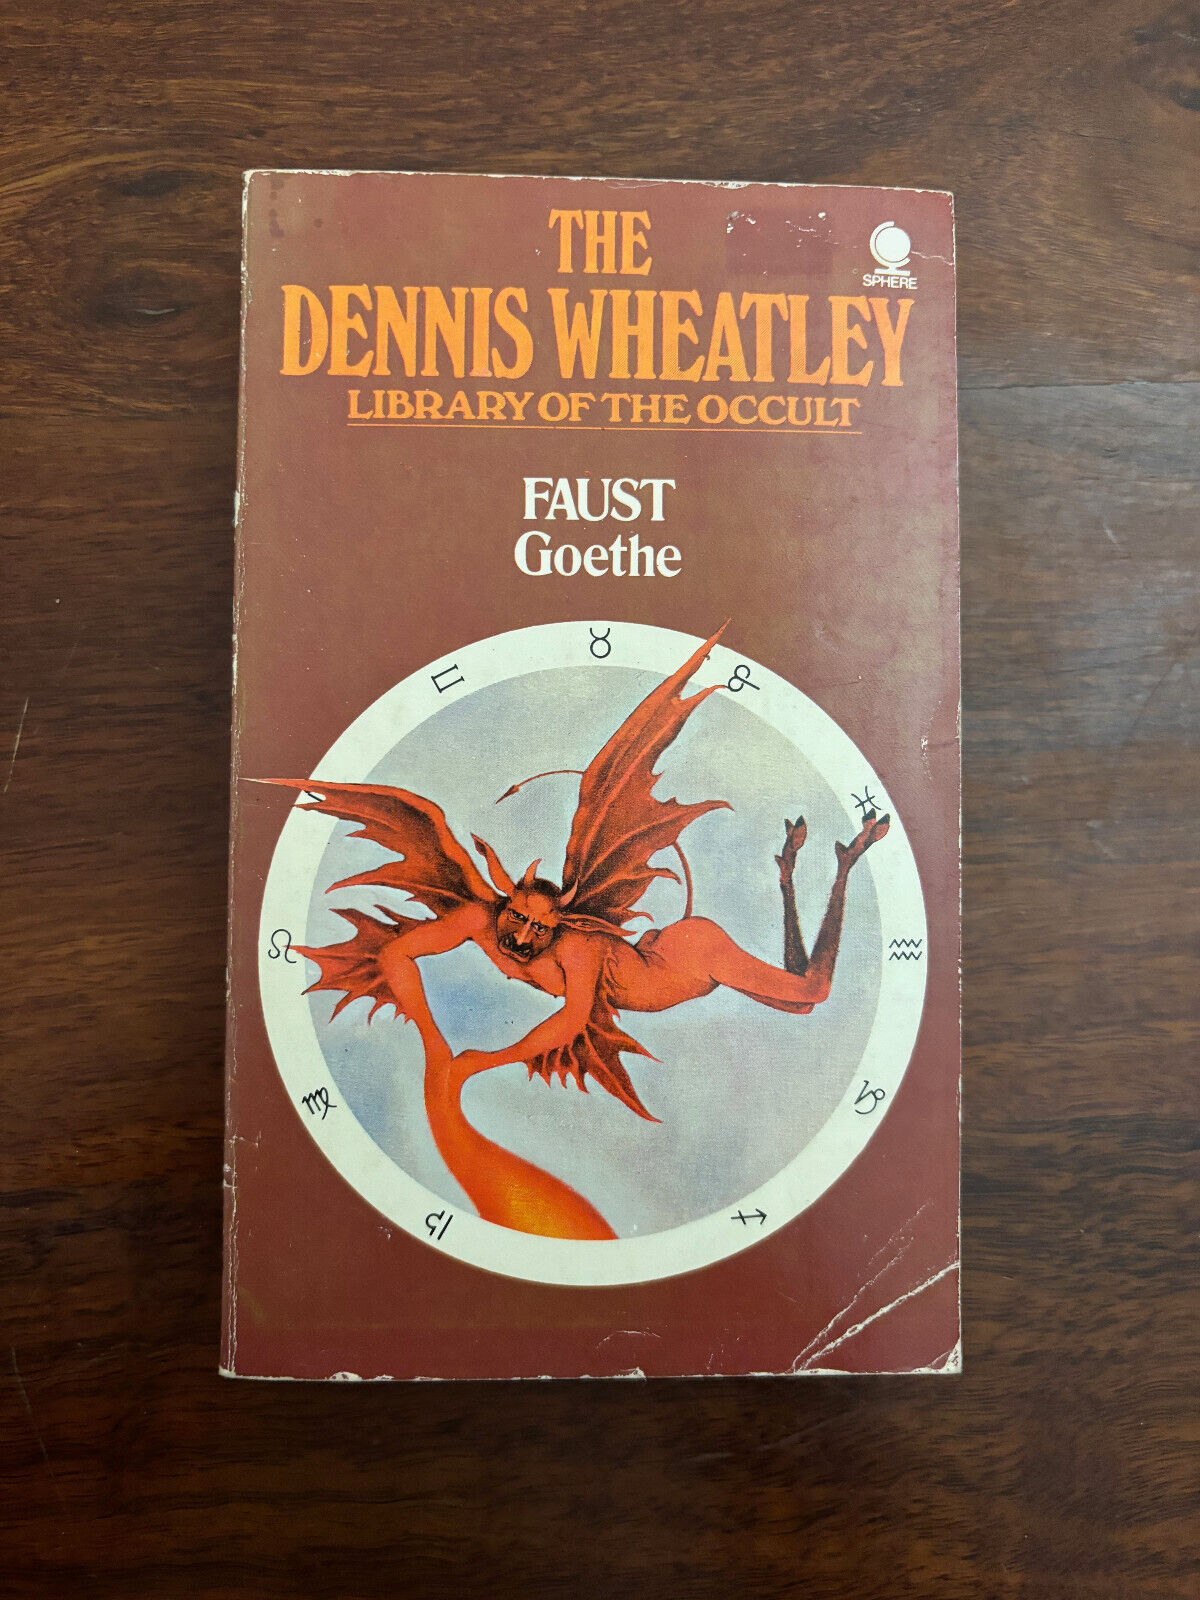 THE
SPHERE
DENNIS WHEATLEY
LIBRARY OF THE OCCULT
FAUST
Goethe